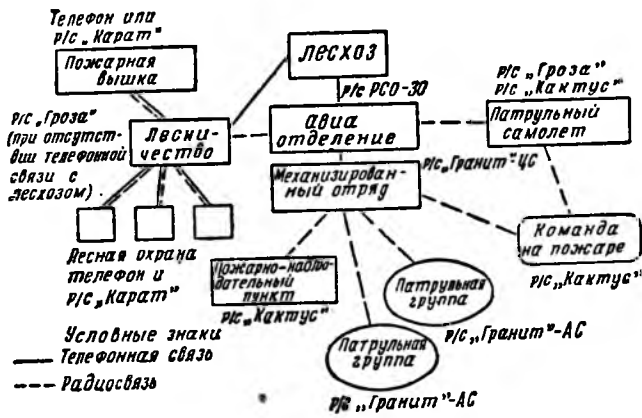 Телефон или
р/с „Карат"
Пожарная
вышка
ЛЕСХОЗ
р/с РСО-30
р/с „Гроза"
р/с „Кактус"
Патрульный
самолет
р/с „Гроза"
(при отсутст-
вии телефонной
связи с
лесхозом)
Лесни-
чество
АВИА
ОТДЕЛЕНИЕ
Механизирован-
ный отряд
р/с „Гранит"-ЦС
Команда
на пожаре
р/с „Кактус"
Лесная охрана
телефон и
р/с „Карат"
Пожарно-наблю-
дательный
пункт
р/с „Кактус"
Патрульная
группа
р/с „Гранит"-АС
Патрульная
группа
р/с „Гранит"-АС
Условные знаки
Телефонная связь
Радиосвязь